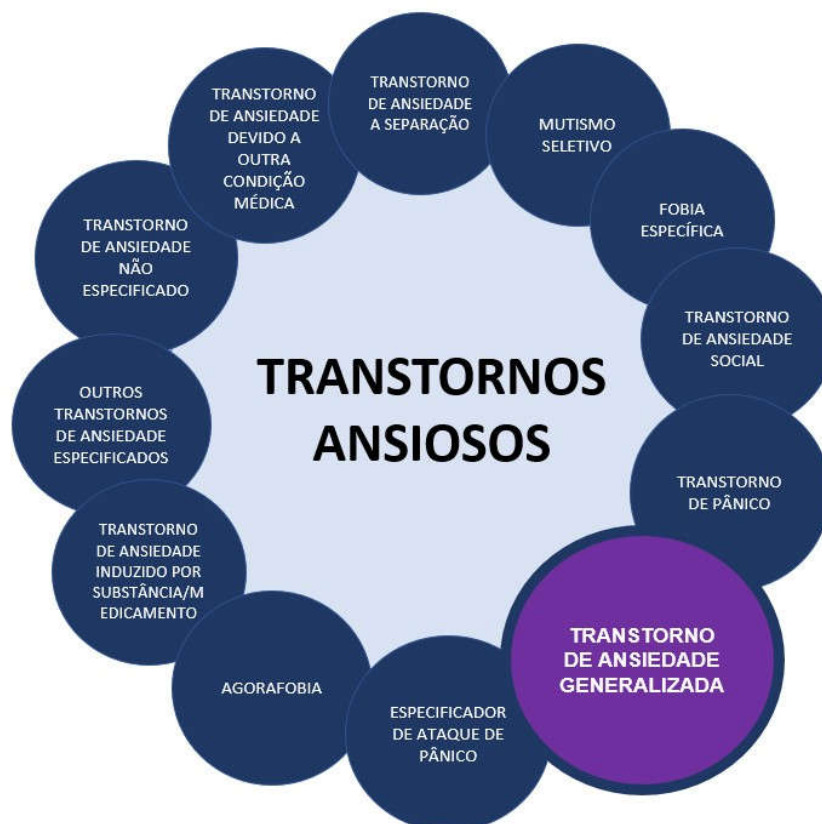 TRANSTORNO
DE ANSIEDADE
A SEPARAÇÃO
MUTISMO
SELETIVO
FOBIA
ESPECÍFICA
TRANSTORNO
DE ANSIEDADE
SOCIAL
TRANSTORNO
DE PÂNICO
TRANSTORNO
DE ANSIEDADE
GENERALIZADA
ESPECIFICADOR
DE ATAQUE DE
PÂNICO
AGORAFOBIA
TRANSTORNO
DE ANSIEDADE
INDUZIDO POR
SUBSTÂNCIA/M
EDICAMENTO
OUTROS
TRANSTORNOS
DE ANSIEDADE
ESPECIFICADOS
TRANSTORNO
DE ANSIEDADE
NÃO
ESPECIFICADO
TRANSTORNO
DE ANSIEDADE
DEVIDO A
OUTRA
CONDIÇÃO
MÉDICA
TRANSTORNOS
ANSIOSOS